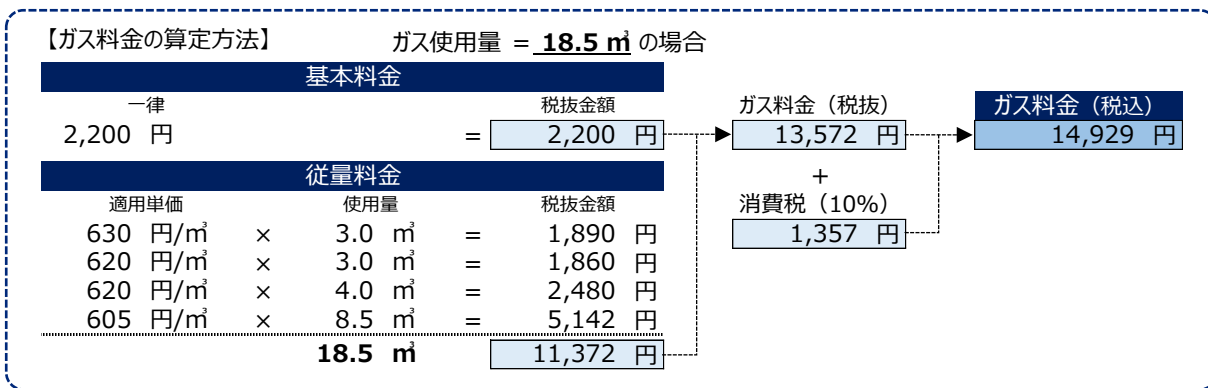 【ガス料金の算定方法】 ガス使用量 = 18.5 ㎥ の場合
基本料金
一律 税抜金額 ガス料金（税抜） ガス料金（税込）
2,200 円 = 2,200 円 13,572 円 14,929 円
従量料金 +
適用単価 使用量 税抜金額 消費税（10%）
630 円/㎥ × 3.0 ㎥ = 1,890 円 1,357 円
620 円/㎥ × 3.0 ㎥ = 1,860 円
620 円/㎥ × 4.0 ㎥ = 2,480 円
605 円/㎥ × 8.5 ㎥ = 5,142 円
18.5 ㎥ 11,372 円